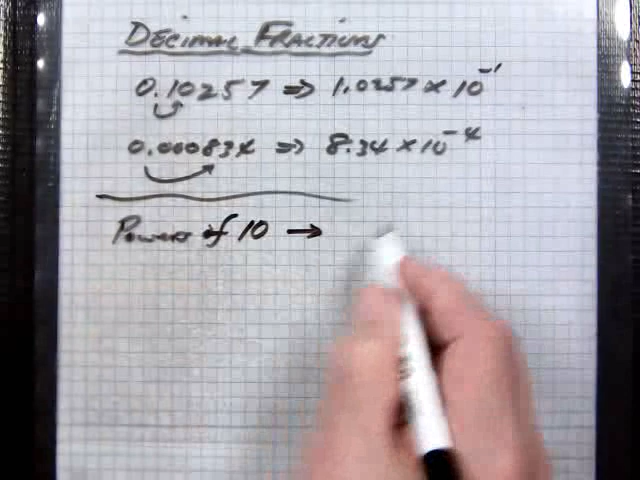 DECIMAL FRACTIONS
0.10257 ⇒ 1.0257 × 10⁻¹
0.000834 ⇒ 8.34 × 10⁻⁴
Powers of 10 →